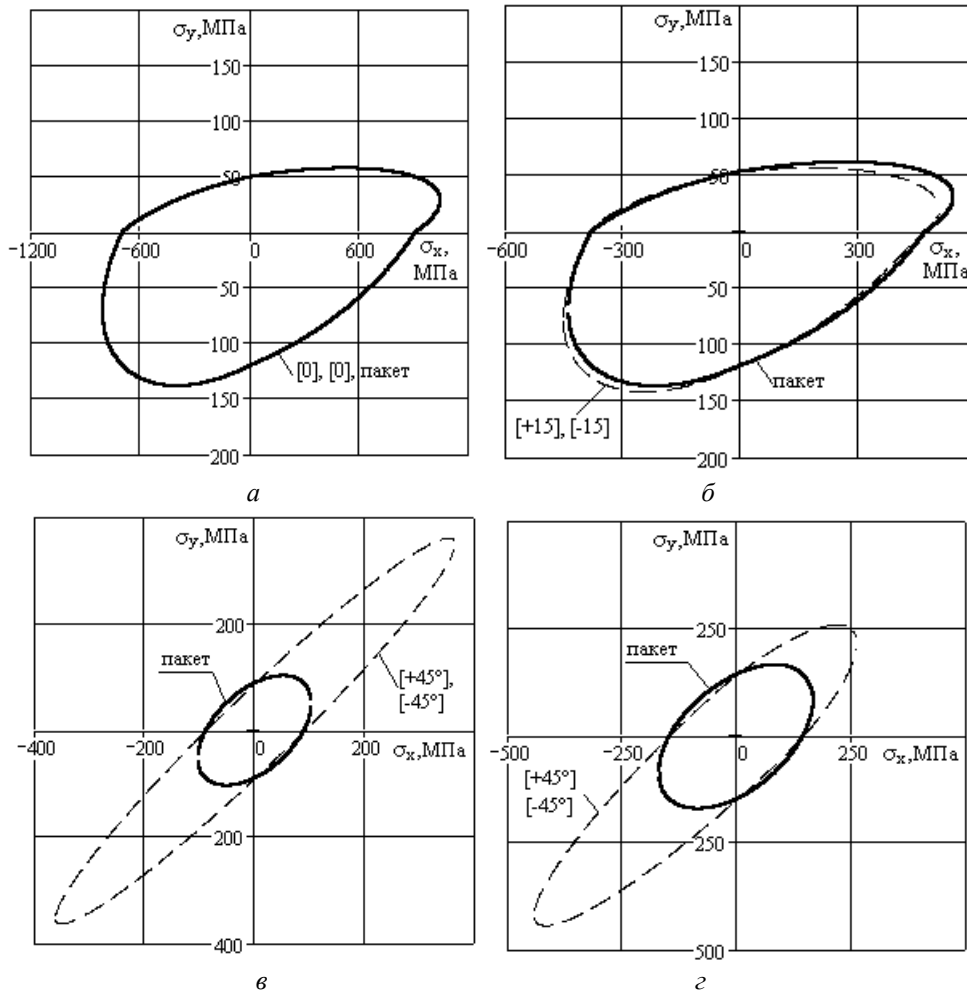 σy,МПа
150
100
50
−1200
−600
0
600
σx,
МПа
50
100
[0], [0], пакет
150
200
а
σy,МПа
150
100
50
−600
−300
0
300
σx,
МПа
50
100
пакет
150
[+15], [-15]
200
б
σy,МПа
200
пакет
[+45°],
[-45°]
−400
−200
0
200
σx,МПа
200
400
в
σy,МПа
250
пакет
−500
−250
0
250
σx,МПа
[+45°]
[-45°]
250
500
г